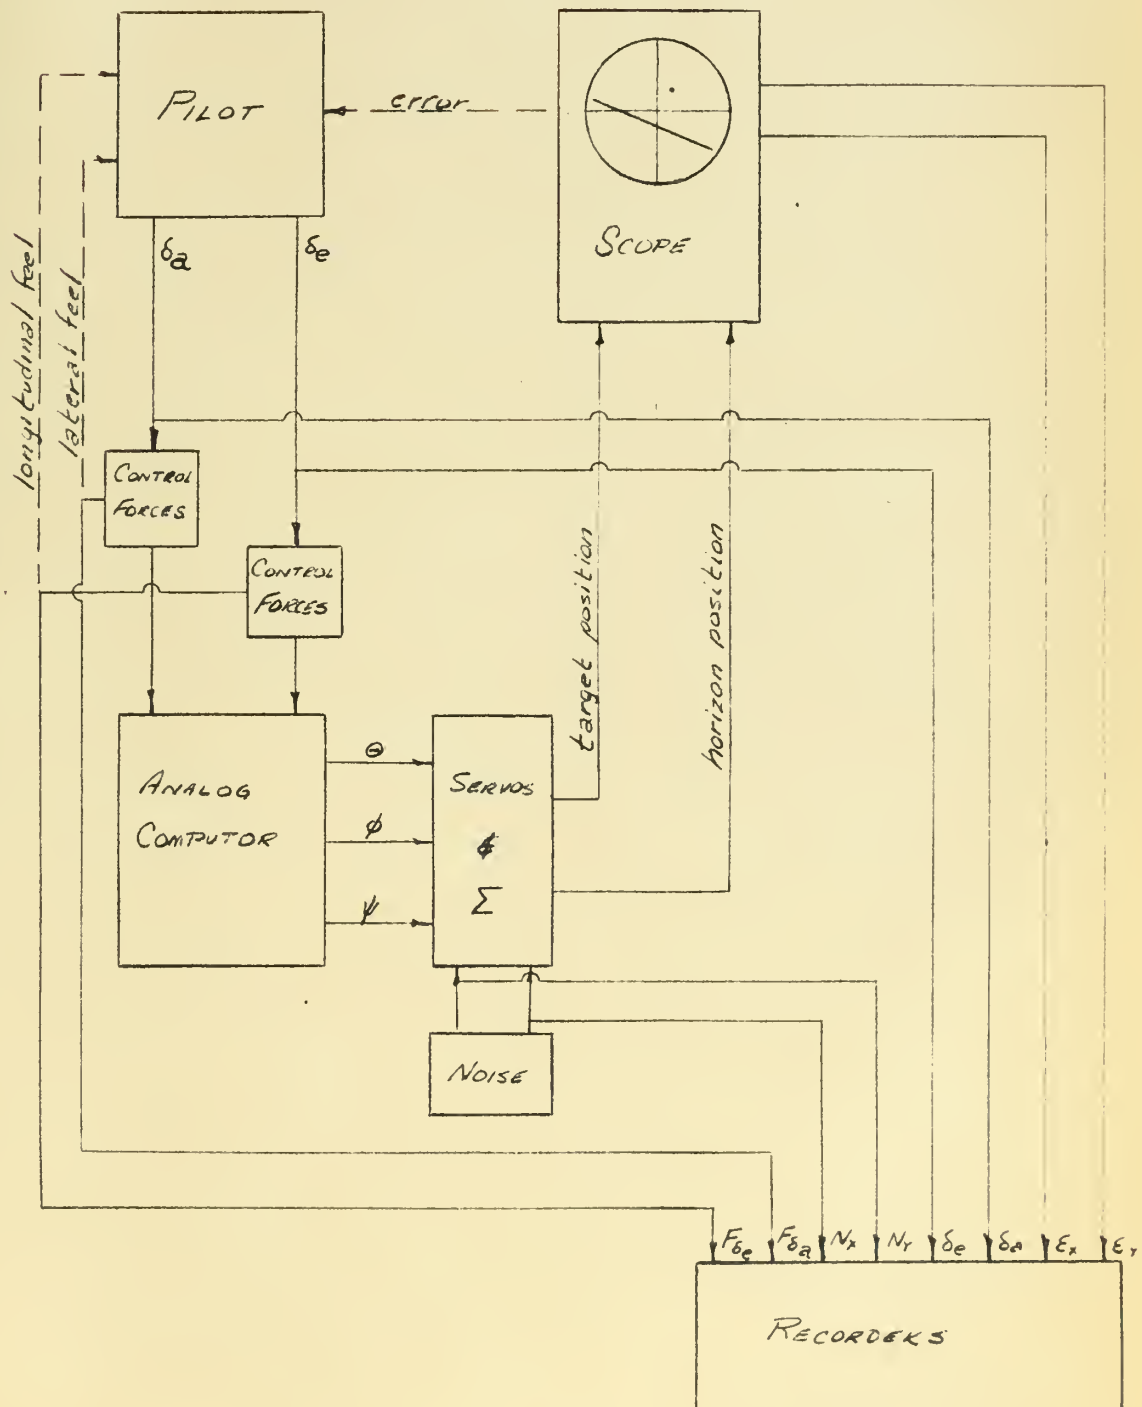 PILOT
error
SCOPE
δa
δe
longitudinal feel
lateral feel
CONTROL
FORCES
CONTROL
FORCES
target position
horizon position
ANALOG
COMPUTOR
θ
ϕ
ψ
SERVOS
&
Σ
NOISE
Fδe
Fδa
Nx
NY
δe
δA
εx
εY
RECORDERS